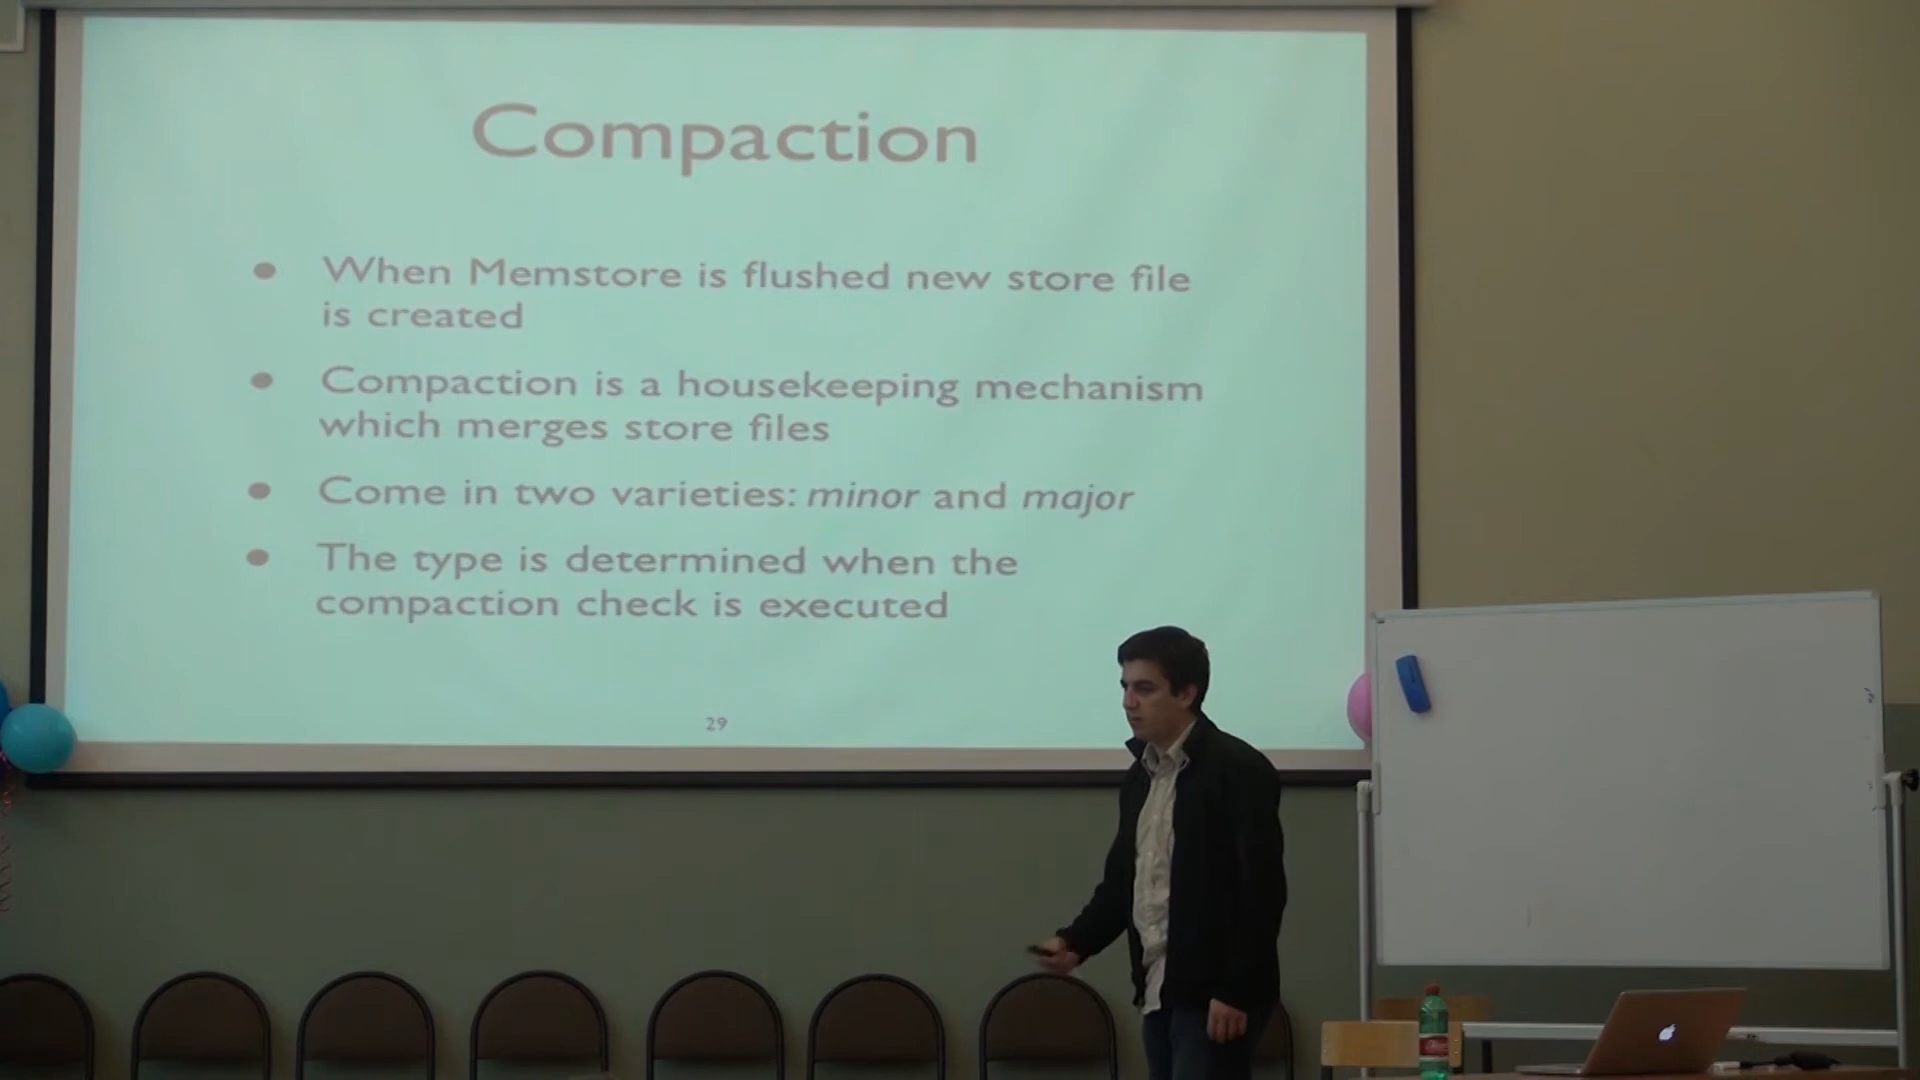 Compaction
● When Memstore is flushed new store file
is created
● Compaction is a housekeeping mechanism
which merges store files
● Come in two varieties: minor and major
● The type is determined when the
compaction check is executed
29